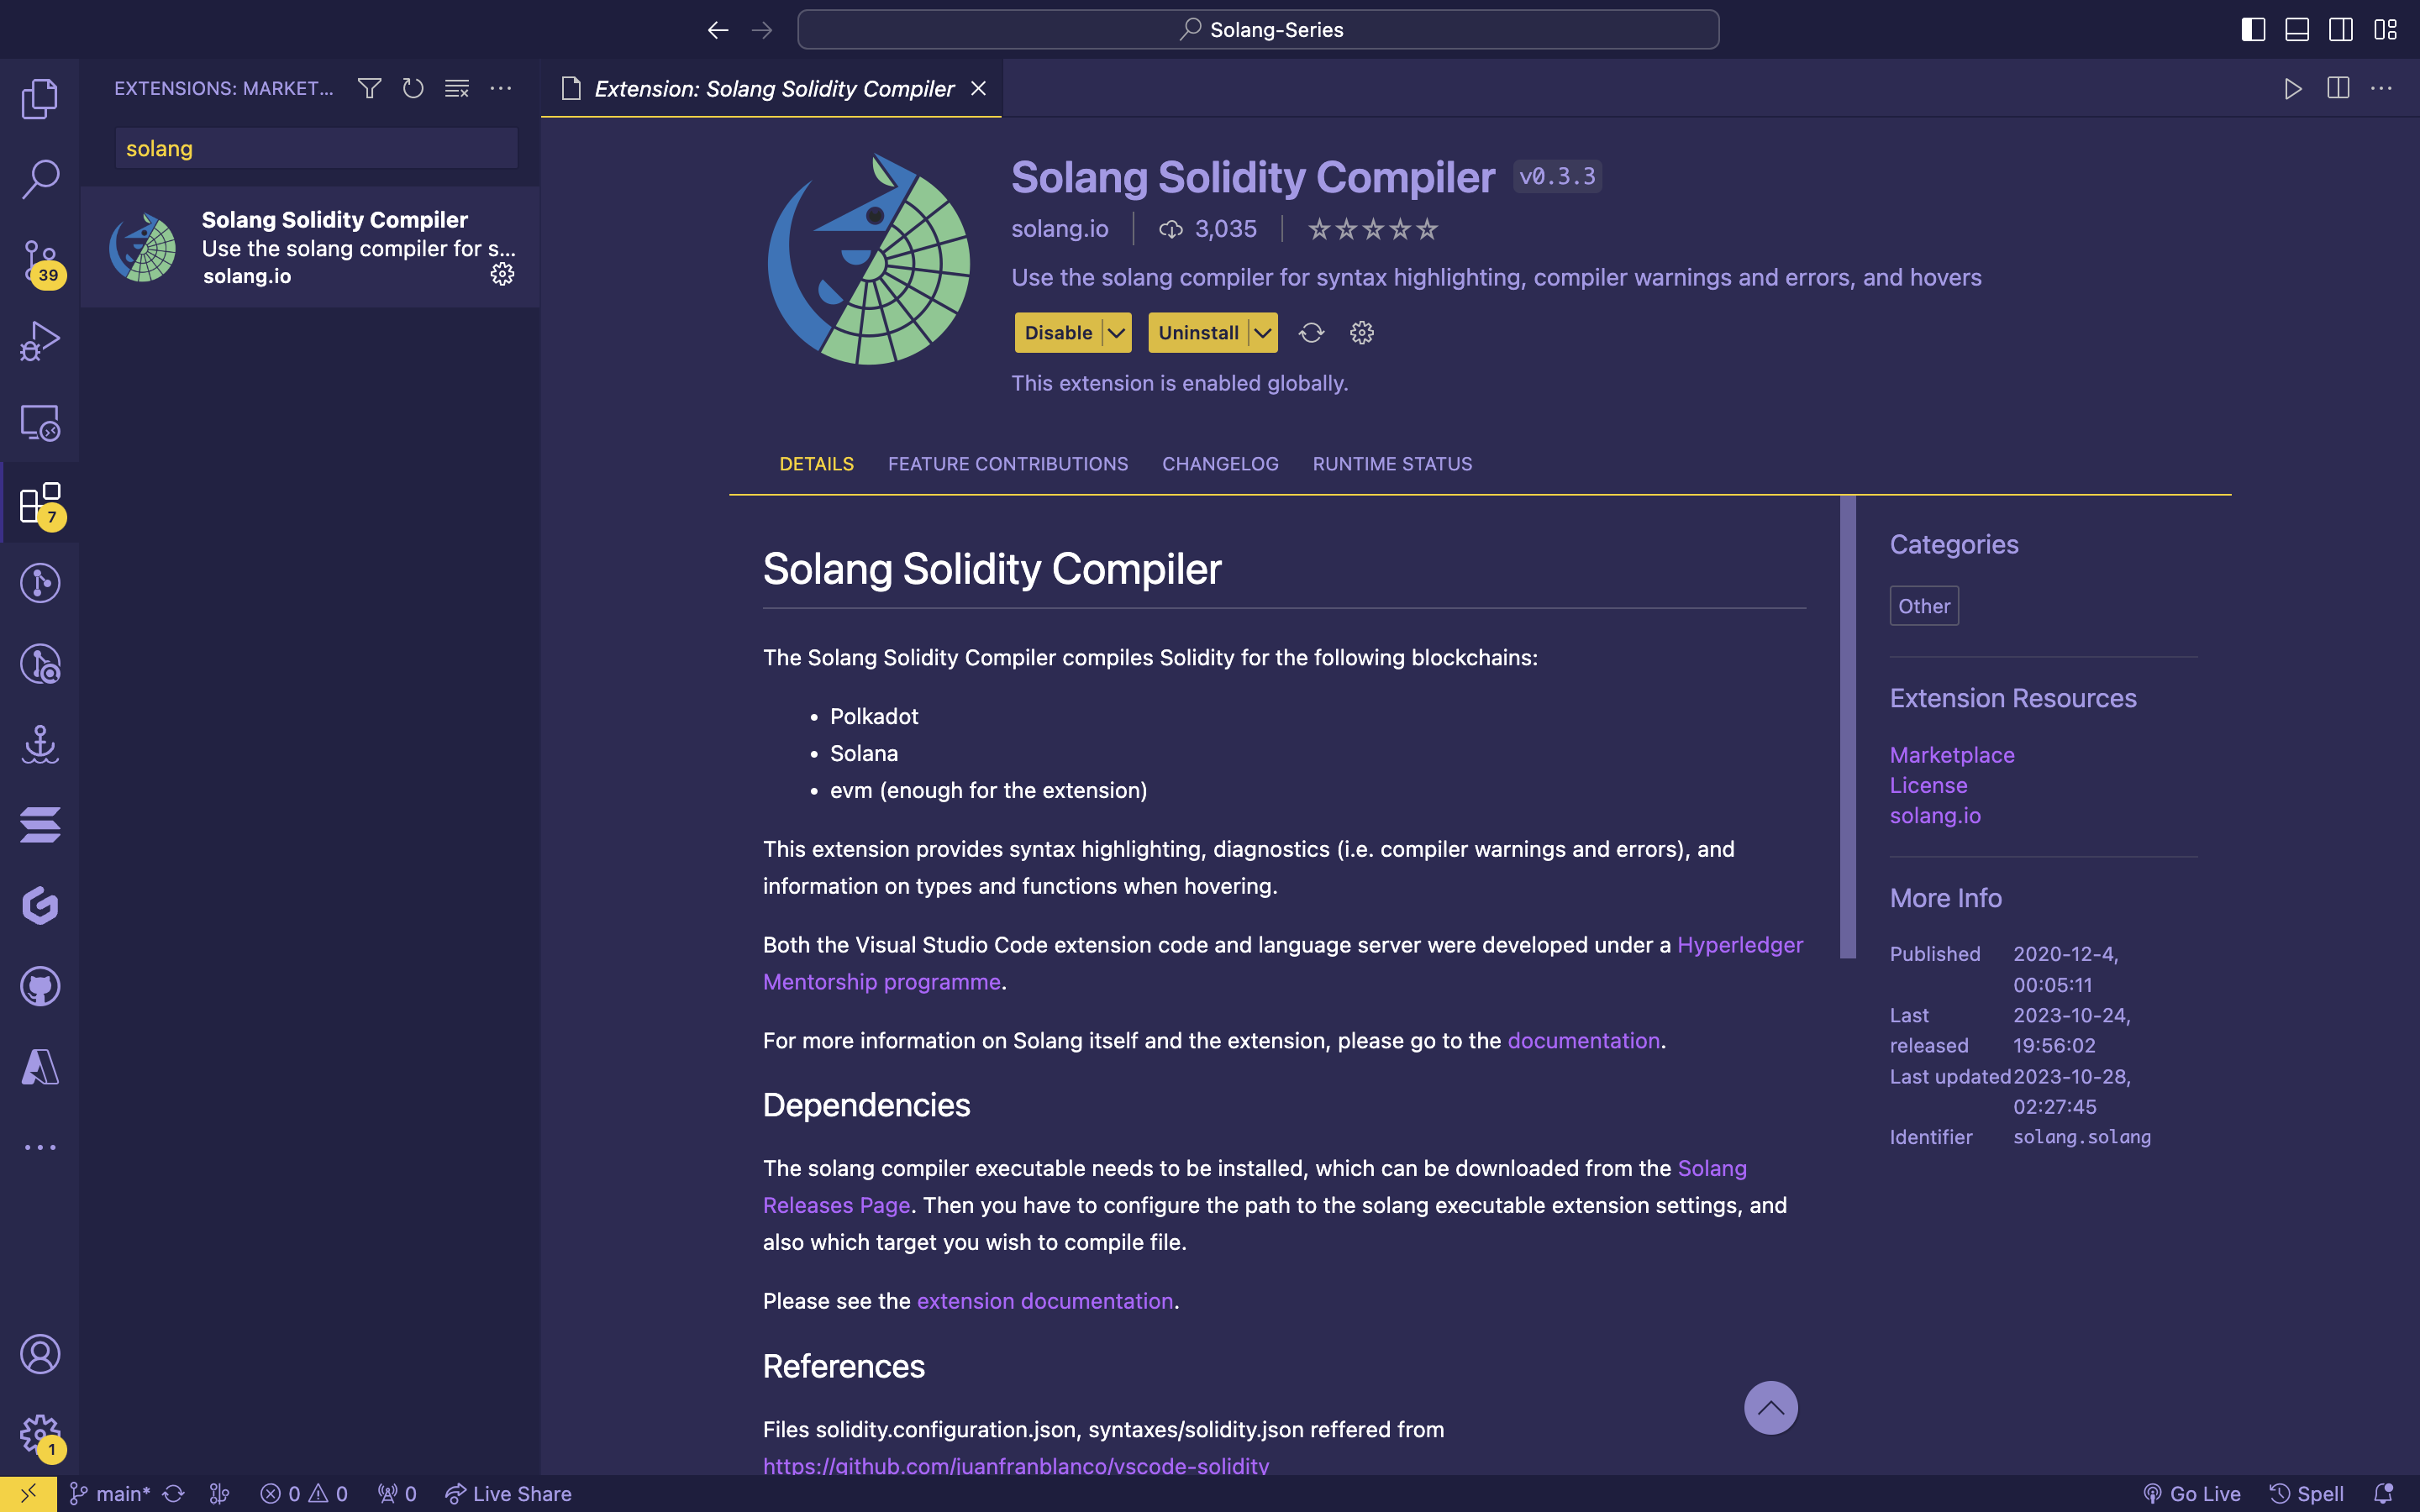 Solang-Series
EXTENSIONS: MARKET...
Extension: Solang Solidity Compiler
solang
Solang Solidity Compiler
Use the solang compiler for s...
solang.io
39
7
1
Solang Solidity Compiler v0.3.3
solang.io 3,035
Use the solang compiler for syntax highlighting, compiler warnings and errors, and hovers
Disable Uninstall
This extension is enabled globally.
DETAILS FEATURE CONTRIBUTIONS CHANGELOG RUNTIME STATUS
Solang Solidity Compiler
The Solang Solidity Compiler compiles Solidity for the following blockchains:
• Polkadot
• Solana
• evm (enough for the extension)
This extension provides syntax highlighting, diagnostics (i.e. compiler warnings and errors), and
information on types and functions when hovering.
Both the Visual Studio Code extension code and language server were developed under a Hyperledger
Mentorship programme.
For more information on Solang itself and the extension, please go to the documentation.
Dependencies
The solang compiler executable needs to be installed, which can be downloaded from the Solang
Releases Page. Then you have to configure the path to the solang executable extension settings, and
also which target you wish to compile file.
Please see the extension documentation.
References
Files solidity.configuration.json, syntaxes/solidity.json reffered from
https://github.com/juanfranblanco/vscode-solidity
Categories
Other
Extension Resources
Marketplace
License
solang.io
More Info
Published 2020-12-4,
00:05:11
Last 2023-10-24,
released 19:56:02
Last updated 2023-10-28,
02:27:45
Identifier solang.solang
main* 0 0 0 Live Share Go Live Spell